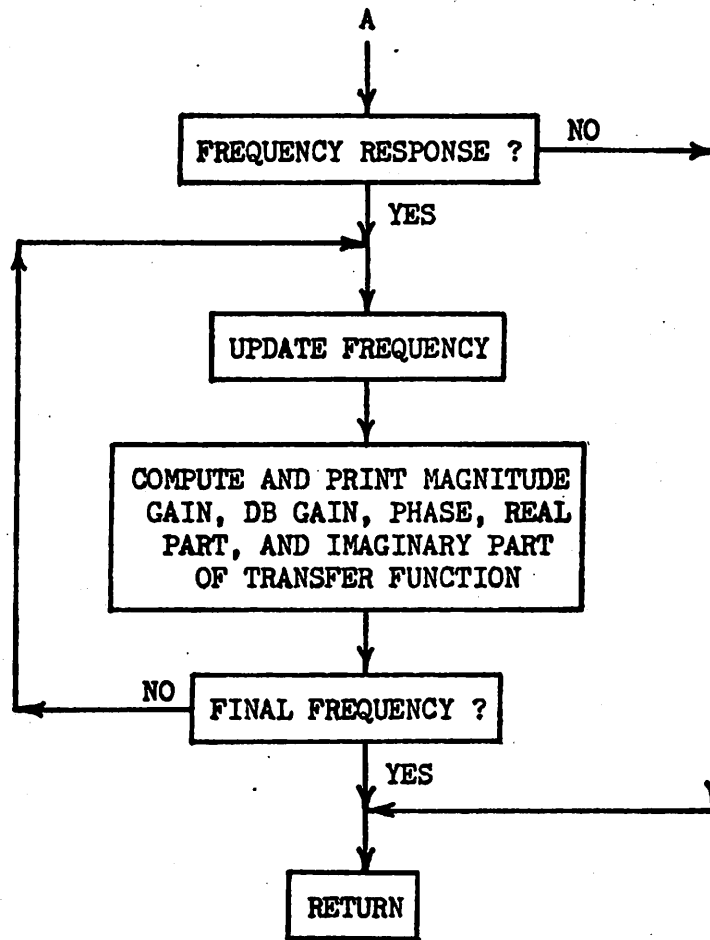 A
FREQUENCY RESPONSE ?
NO
YES
UPDATE FREQUENCY
COMPUTE AND PRINT MAGNITUDE
GAIN, DB GAIN, PHASE, REAL
PART, AND IMAGINARY PART
OF TRANSFER FUNCTION
NO
FINAL FREQUENCY ?
YES
RETURN